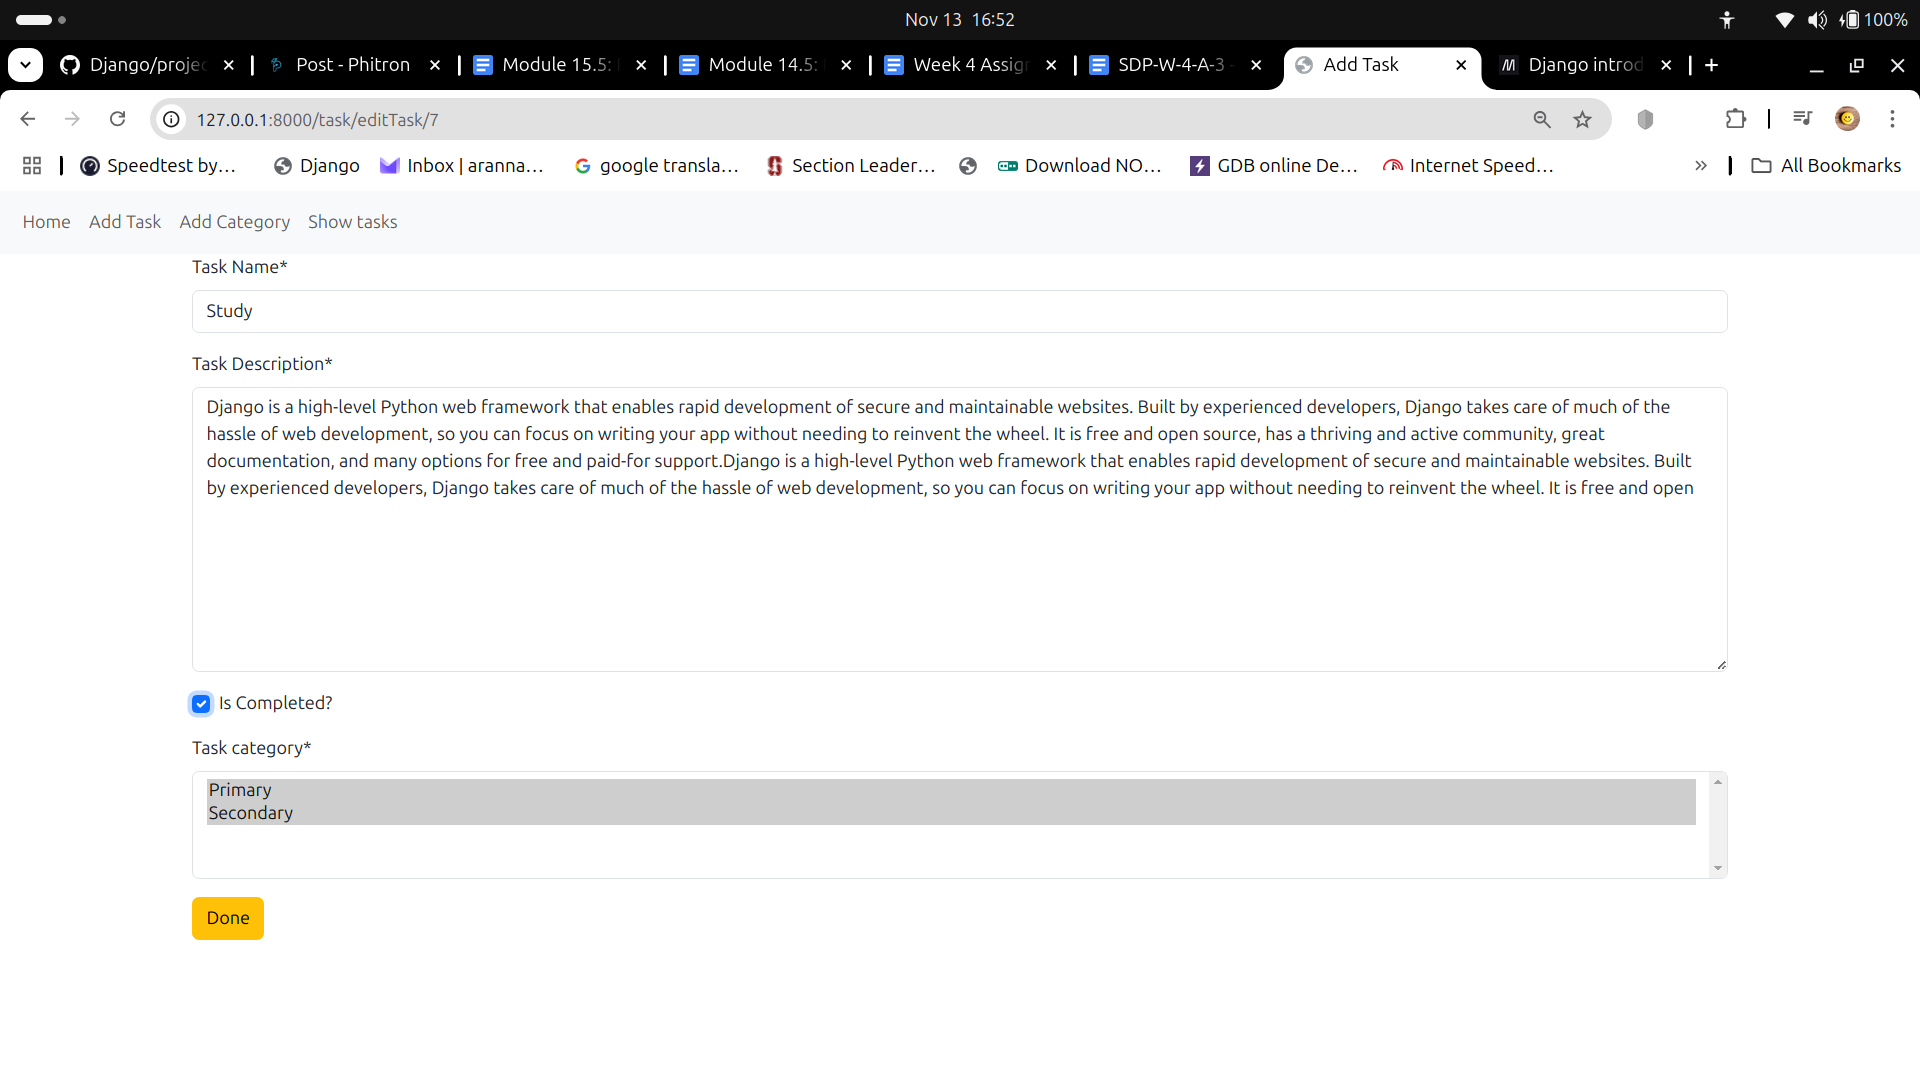 Nov 13 16:52
100%
Django/projec
Post - Phitron
Module 15.5:
Module 14.5:
Week 4 Assign
SDP-W-4-A-3 -
Add Task
Django introd
127.0.0.1:8000/task/editTask/7
Speedtest by...
Django
Inbox | aranna...
google transla...
Section Leader...
Download NO...
GDB online De...
Internet Speed...
All Bookmarks
Home Add Task Add Category Show tasks
Task Name*
Study
Task Description*
Django is a high-level Python web framework that enables rapid development of secure and maintainable websites. Built by experienced developers, Django takes care of much of the
hassle of web development, so you can focus on writing your app without needing to reinvent the wheel. It is free and open source, has a thriving and active community, great
documentation, and many options for free and paid-for support.Django is a high-level Python web framework that enables rapid development of secure and maintainable websites. Built
by experienced developers, Django takes care of much of the hassle of web development, so you can focus on writing your app without needing to reinvent the wheel. It is free and open
Is Completed?
Task category*
Primary
Secondary
Done